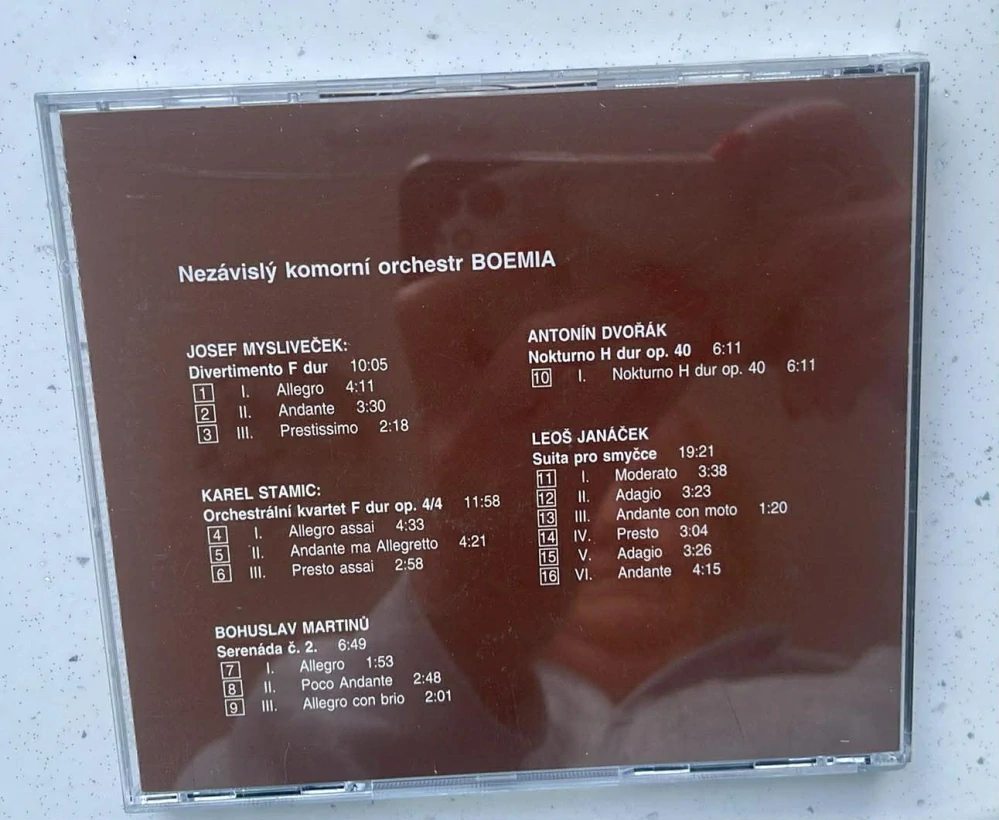 Nezávislý komorní orchestr BOEMIA
JOSEF MYSLIVEČEK:
Divertimento F dur 10:05
1 I. Allegro 4:11
2 II. Andante 3:30
3 III. Prestissimo 2:18
KAREL STAMIC:
Orchestrální kvartet F dur op. 4/4 11:58
4 I. Allegro assai 4:33
5 II. Andante ma Allegretto 4:21
6 III. Presto assai 2:58
BOHUSLAV MARTINŮ
Serenáda č. 2. 6:49
7 I. Allegro 1:53
8 II. Poco Andante 2:48
9 III. Allegro con brio 2:01
ANTONÍN DVOŘÁK
Nokturno H dur op. 40 6:11
10 I. Nokturno H dur op. 40 6:11
LEOŠ JANÁČEK
Suita pro smyčce 19:21
11 I. Moderato 3:38
12 II. Adagio 3:23
13 III. Andante con moto 1:20
14 IV. Presto 3:04
15 V. Adagio 3:26
16 VI. Andante 4:15